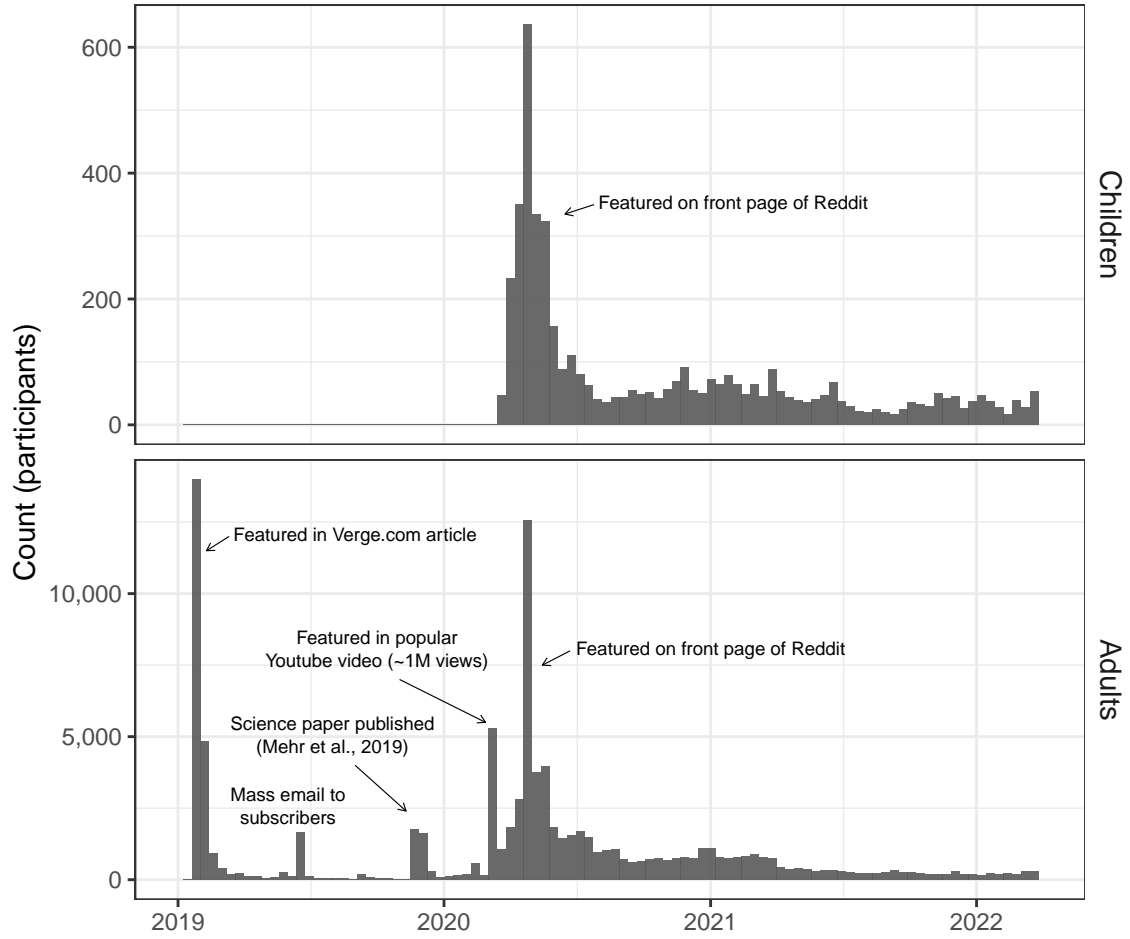 600
400
200
0
Featured on front page of Reddit
Children
Count (participants)
10,000
5,000
0
Featured in Verge.com article
Featured in popular
Youtube video (~1M views)
Featured on front page of Reddit
Science paper published
(Mehr et al., 2019)
Mass email to
subscribers
Adults
2019
2020
2021
2022